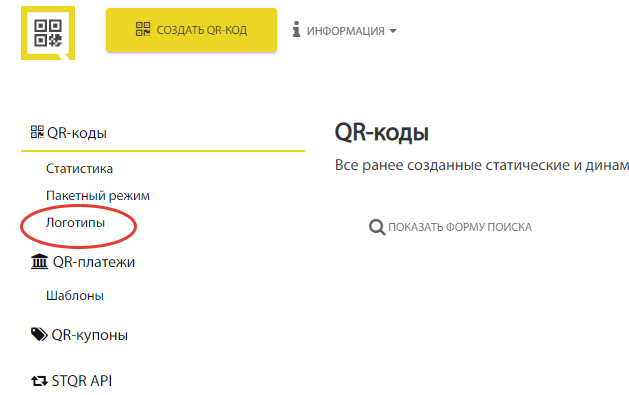 СОЗДАТЬ QR-КОД
ИНФОРМАЦИЯ
QR-коды
Статистика
Пакетный режим
Логотипы
QR-платежи
Шаблоны
QR-купоны
STQR API
QR-коды
Все ранее созданные статические и динам
ПОКАЗАТЬ ФОРМУ ПОИСКА